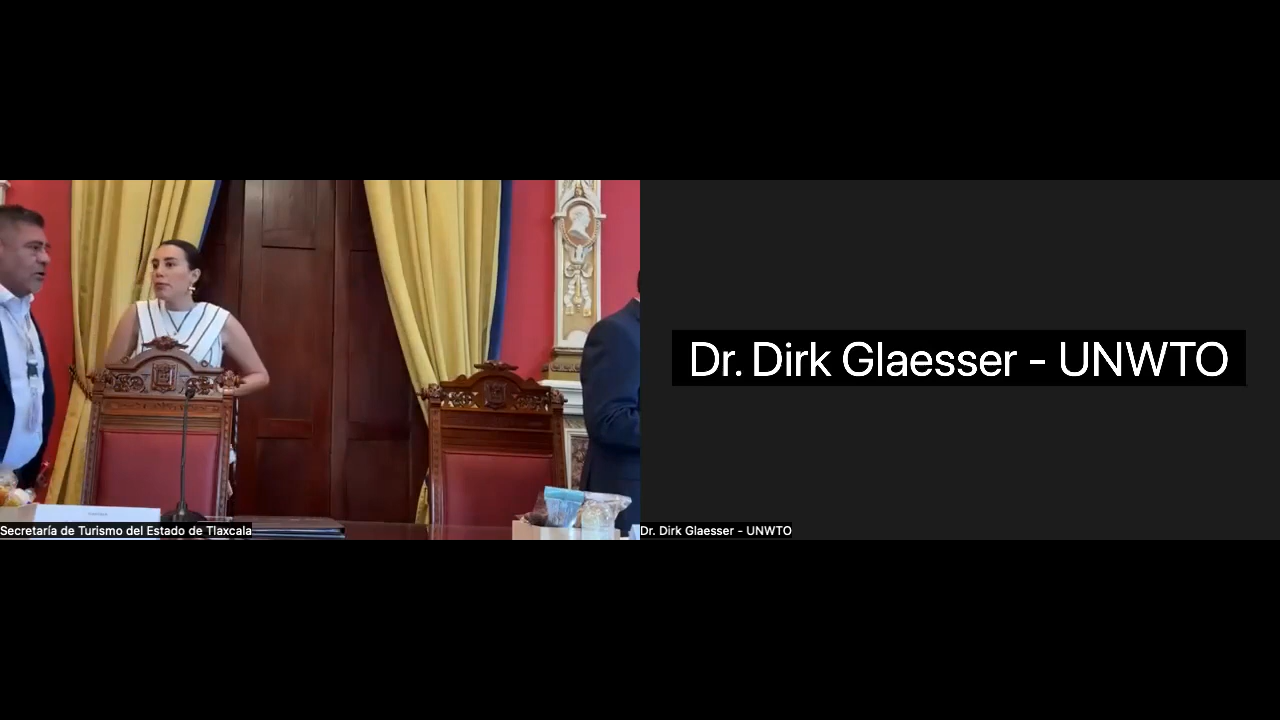 Dr. Dirk Glaesser - UNWTO
Secretaría de Turismo del Estado de Tlaxcala
Dr. Dirk Glaesser - UNWTO